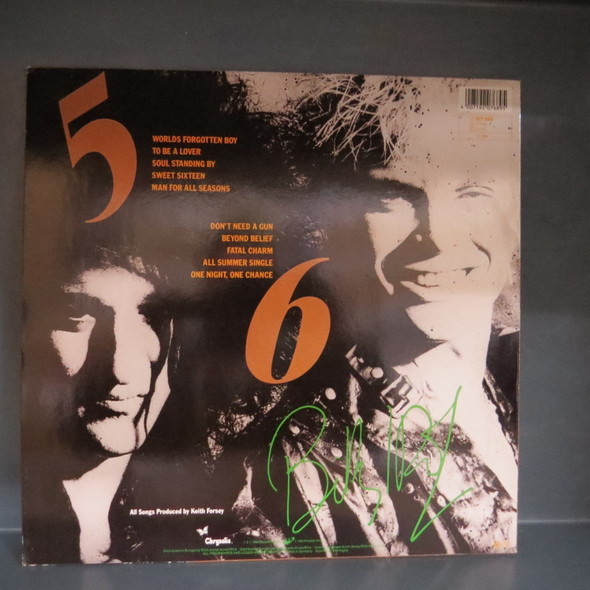 5
WORLDS FORGOTTEN BOY
TO BE A LOVER
SOUL STANDING BY
SWEET SIXTEEN
MAN FOR ALL SEASONS
DON'T NEED A GUN
BEYOND BELIEF
FATAL CHARM
ALL SUMMER SINGLE
ONE NIGHT, ONE CHANCE
6
Billy Idol
All Songs Produced by Keith Forsey
Chrysalis.